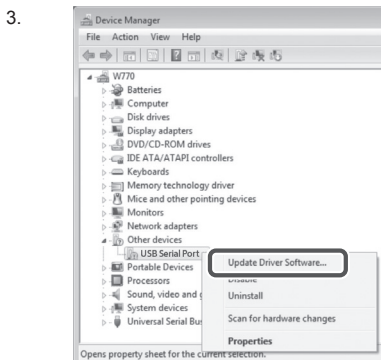 3.
Device Manager
File Action View Help
W770
Batteries
Computer
Disk drives
Display adapters
DVD/CD-ROM drives
IDE ATA/ATAPI controllers
Keyboards
Memory technology driver
Mice and other pointing devices
Monitors
Network adapters
Other devices
USB Serial Port
Update Driver Software...
Portable Devices
Disable
Processors
Uninstall
Sound, video and
System devices
Scan for hardware changes
Universal Serial Bus
Properties
Opens property sheet for the current selection.